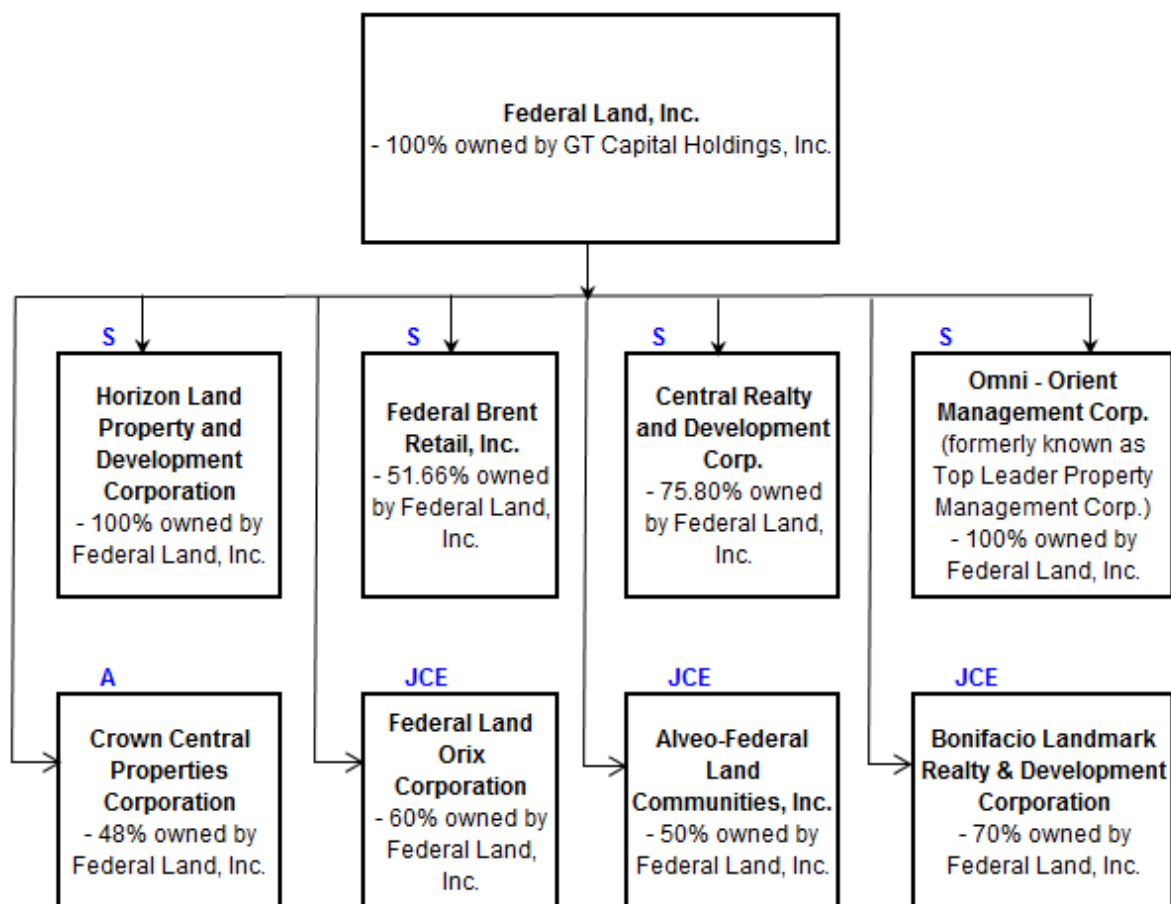 Federal Land, Inc.
- 100% owned by GT Capital Holdings, Inc.
S
Horizon Land
Property and
Development
Corporation
- 100% owned by
Federal Land, Inc.
S
Federal Brent
Retail, Inc.
- 51.66% owned
by Federal Land,
Inc.
S
Central Realty
and Development
Corp.
- 75.80% owned
by Federal Land,
Inc.
S
Omni - Orient
Management Corp.
(formerly known as
Top Leader Property
Management Corp.)
- 100% owned by
Federal Land, Inc.
A
Crown Central
Properties
Corporation
- 48% owned by
Federal Land, Inc.
JCE
Federal Land
Orix
Corporation
- 60% owned by
Federal Land,
Inc.
JCE
Alveo-Federal
Land
Communities, Inc.
- 50% owned by
Federal Land, Inc.
JCE
Bonifacio Landmark
Realty & Development
Corporation
- 70% owned by
Federal Land, Inc.